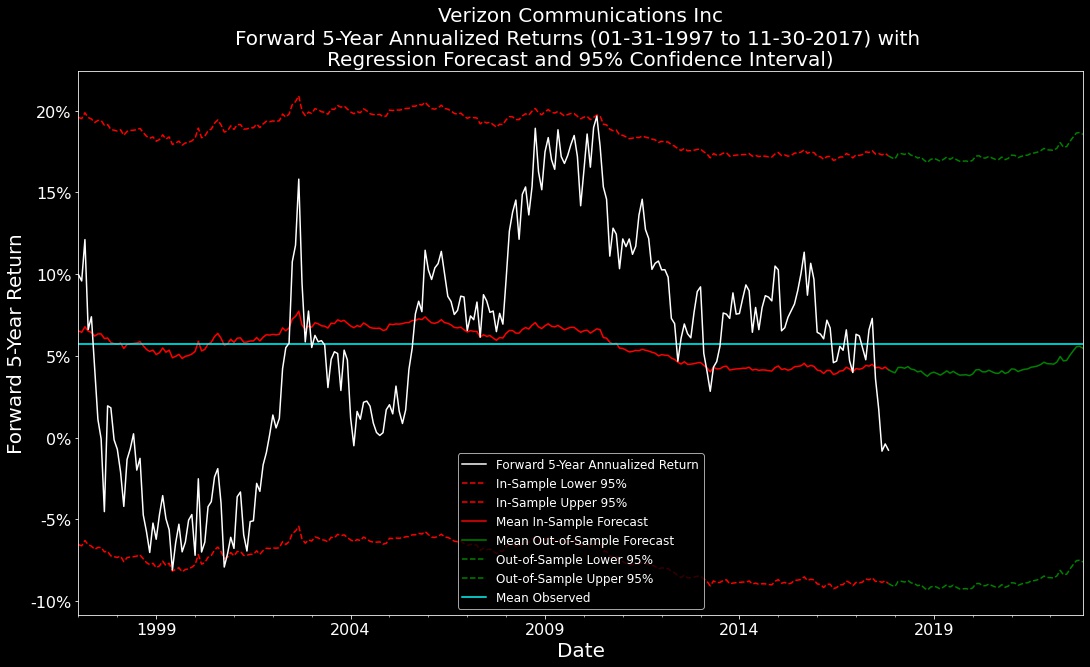 Verizon Communications Inc
Forward 5-Year Annualized Returns (01-31-1997 to 11-30-2017) with
Regression Forecast and 95% Confidence Interval)
Forward 5-Year Return
20%
15%
10%
5%
0%
-5%
-10%
Forward 5-Year Annualized Return
In-Sample Lower 95%
In-Sample Upper 95%
Mean In-Sample Forecast
Mean Out-of-Sample Forecast
Out-of-Sample Lower 95%
Out-of-Sample Upper 95%
Mean Observed
1999
2004
2009
2014
2019
Date